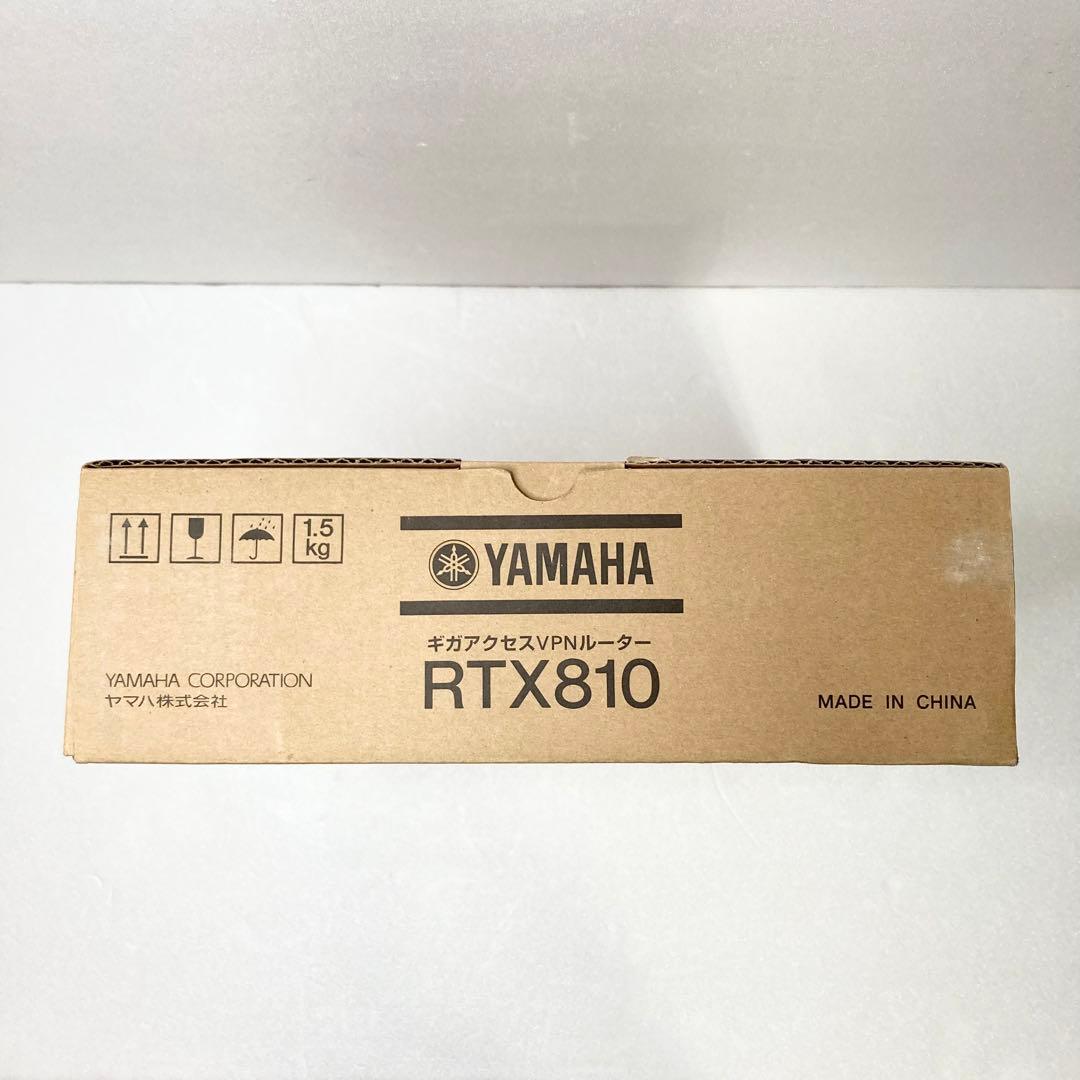 1.5
kg
YAMAHA
ギガアクセスVPNルーター
RTX810
YAMAHA CORPORATION
ヤマハ株式会社
MADE IN CHINA